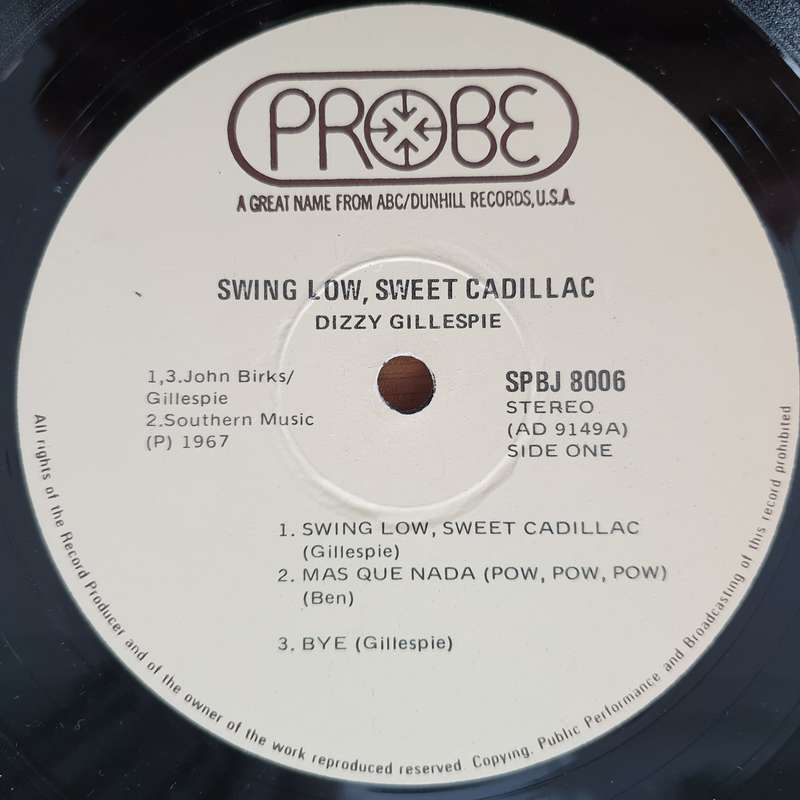 PROBE
A GREAT NAME FROM ABC/DUNHILL RECORDS, U.S.A.
SWING LOW, SWEET CADILLAC
DIZZY GILLESPIE
1,3.John Birks/
Gillespie
2.Southern Music
(P) 1967
SPBJ 8006
STEREO
(AD 9149A)
SIDE ONE
1. SWING LOW, SWEET CADILLAC
(Gillespie)
2. MAS QUE NADA (POW, POW, POW)
(Ben)
3. BYE (Gillespie)
All rights of the Record Producer and of the owner of the work reproduced reserved. Copying, Public Performance and Broadcasting of this record prohibited